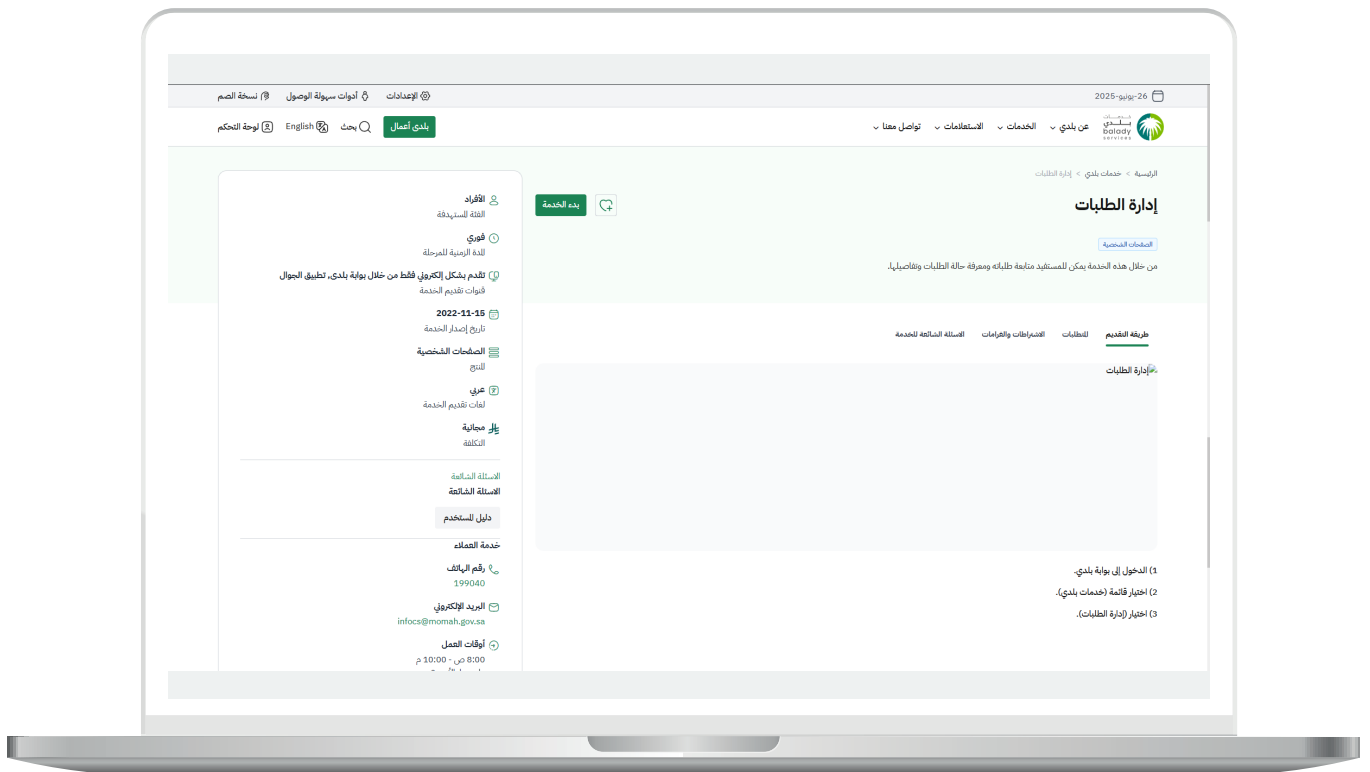 26-يونيو-2025
الإعدادات
أدوات سهولة الوصول
نسخة الصم
خدمات
بلدي
balady
services
عن بلدي
الخدمات
الاستعلامات
تواصل معنا
بلدي أعمال
بحث
English
لوحة التحكم
الرئيسية > خدمات بلدي > إدارة الطلبات
إدارة الطلبات
بدء الخدمة
الصفحات الشخصية
من خلال هذه الخدمة يمكن للمستفيد متابعة طلباته ومعرفة حالة الطلبات وتفاصيلها.
طريقة التقديم
المتطلبات
الاشتراطات والغرامات
الاسئلة الشائعة للخدمة
إدارة الطلبات
1) الدخول إلى بوابة بلدي.
2) اختيار قائمة (خدمات بلدي).
3) اختيار (إدارة الطلبات).
الأفراد
الفئة المستهدفة
فوري
المدة الزمنية للمرحلة
تقدم بشكل إلكتروني فقط من خلال بوابة بلدي, تطبيق الجوال
قنوات تقديم الخدمة
2022-11-15
تاريخ إصدار الخدمة
الصفحات الشخصية
المنتج
عربي
لغات تقديم الخدمة
مجانية
التكلفة
الاسئلة الشائعة
الاسئلة الشائعة
دليل المستخدم
خدمة العملاء
رقم الهاتف
199040
البريد الإلكتروني
infocs@momah.gov.sa
أوقات العمل
8:00 ص - 10:00 م